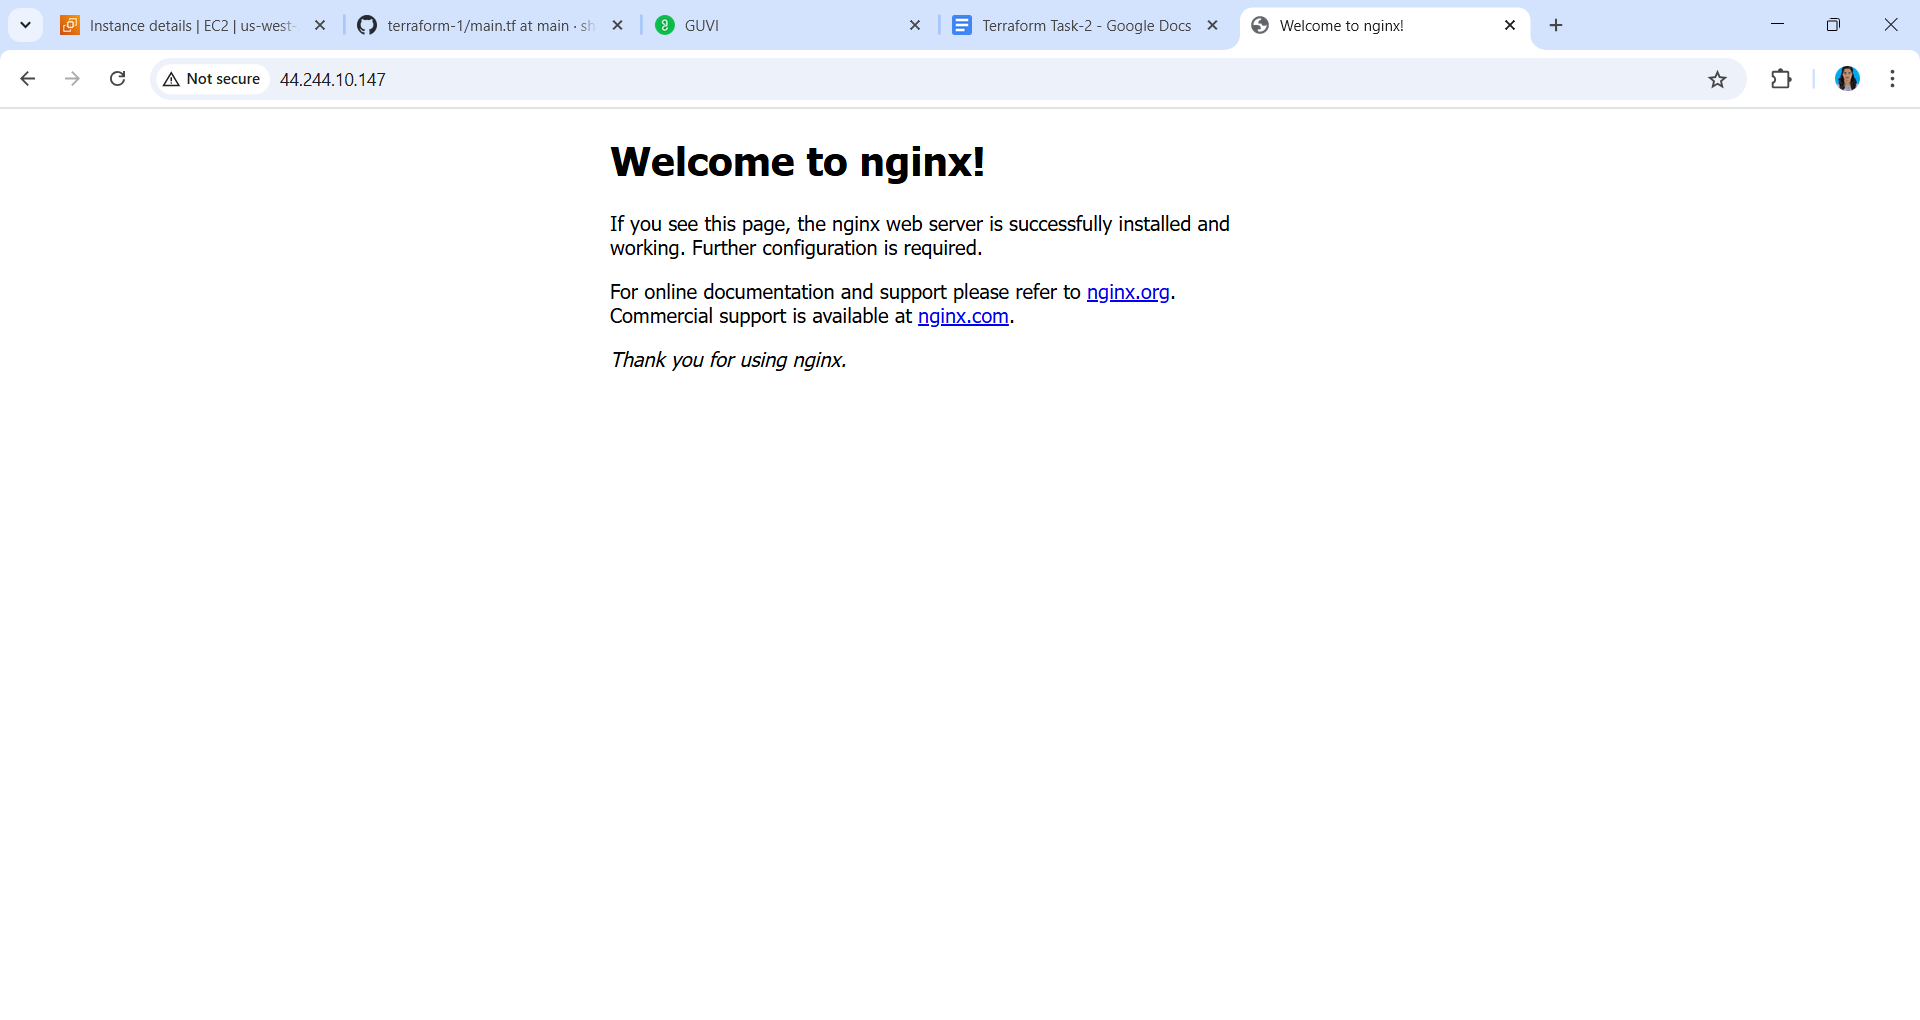 Instance details | EC2 | us-west-
terraform-1/main.tf at main · sh
GUVI
Terraform Task-2 - Google Docs
Welcome to nginx!
Not secure
44.244.10.147
Welcome to nginx!
If you see this page, the nginx web server is successfully installed and
working. Further configuration is required.
For online documentation and support please refer to nginx.org.
Commercial support is available at nginx.com.
Thank you for using nginx.